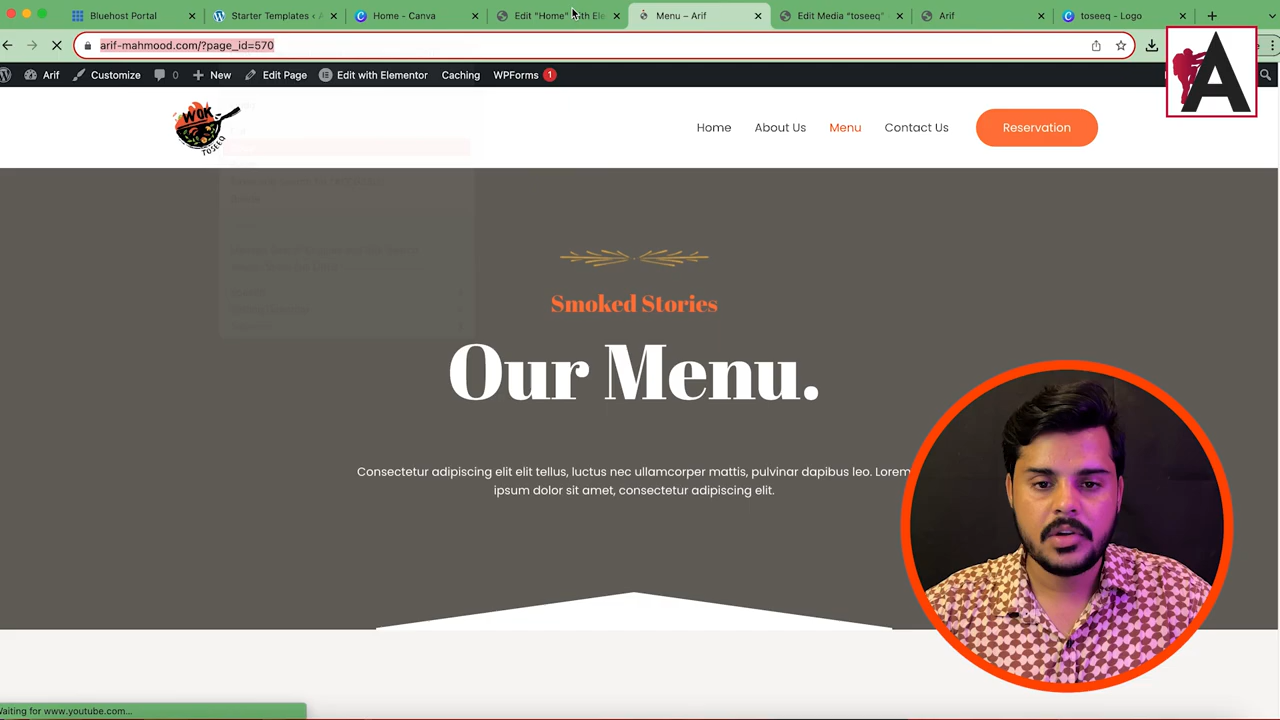 Bluehost Portal
Starter Templates ‹ A
Home - Canva
Edit "Home" with Ele
Menu – Arif
Edit Media "toseeq"
Arif
toseeq - Logo
arif-mahmood.com/?page_id=570
A
Arif
Customize
0
New
Edit Page
Edit with Elementor
Caching
WPForms 1
WOK
TOSEEQ
Home
About Us
Menu
Contact Us
Reservation
Smoked Stories
Our Menu.
Consectetur adipiscing elit elit tellus, luctus nec ullamcorper mattis, pulvinar dapibus leo. Lorem
ipsum dolor sit amet, consectetur adipiscing elit.
Waiting for www.youtube.com...